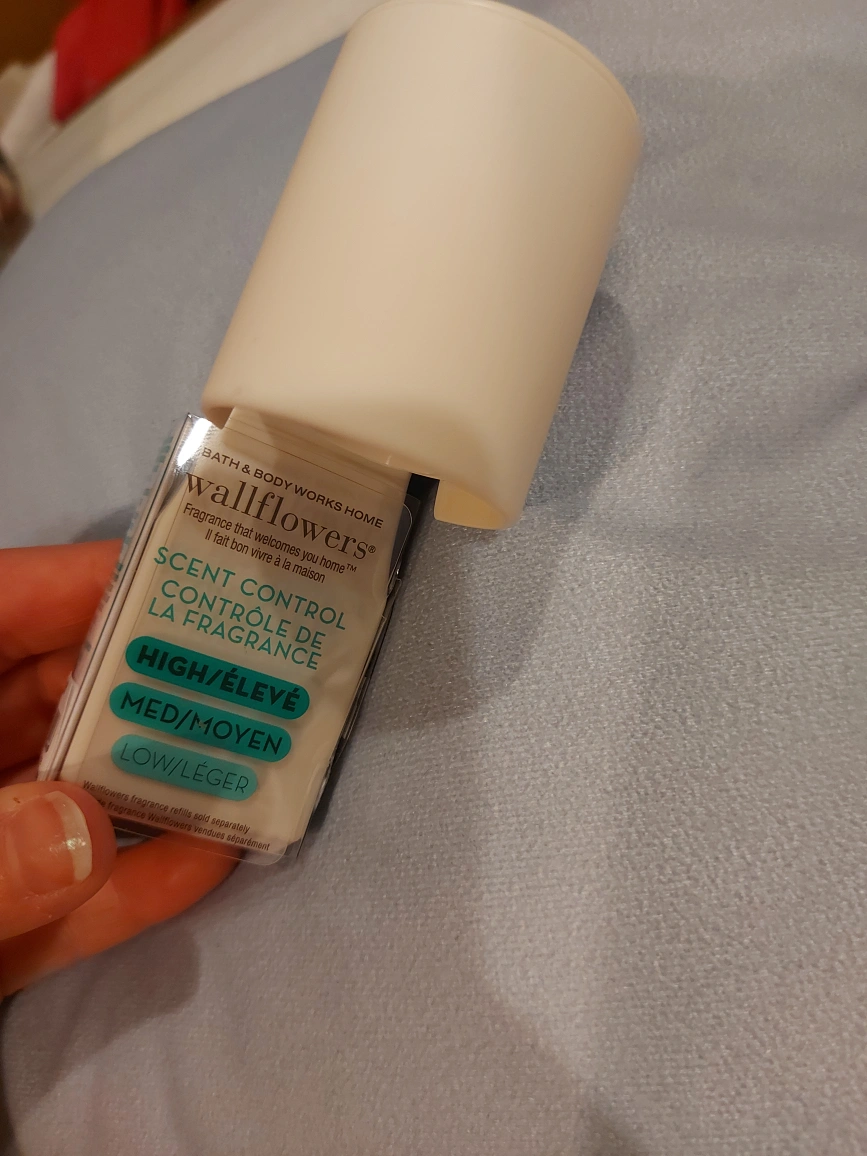 BATH & BODY WORKS HOME
wallflowers®
Fragrance that welcomes you home™
Il fait bon vivre à la maison
SCENT CONTROL
CONTRÔLE DE
LA FRAGRANCE
HIGH/ÉLEVÉ
MED/MOYEN
LOW/LÉGER
Wallflowers fragrance refills sold separately
fragrance Wallflowers vendues séparément